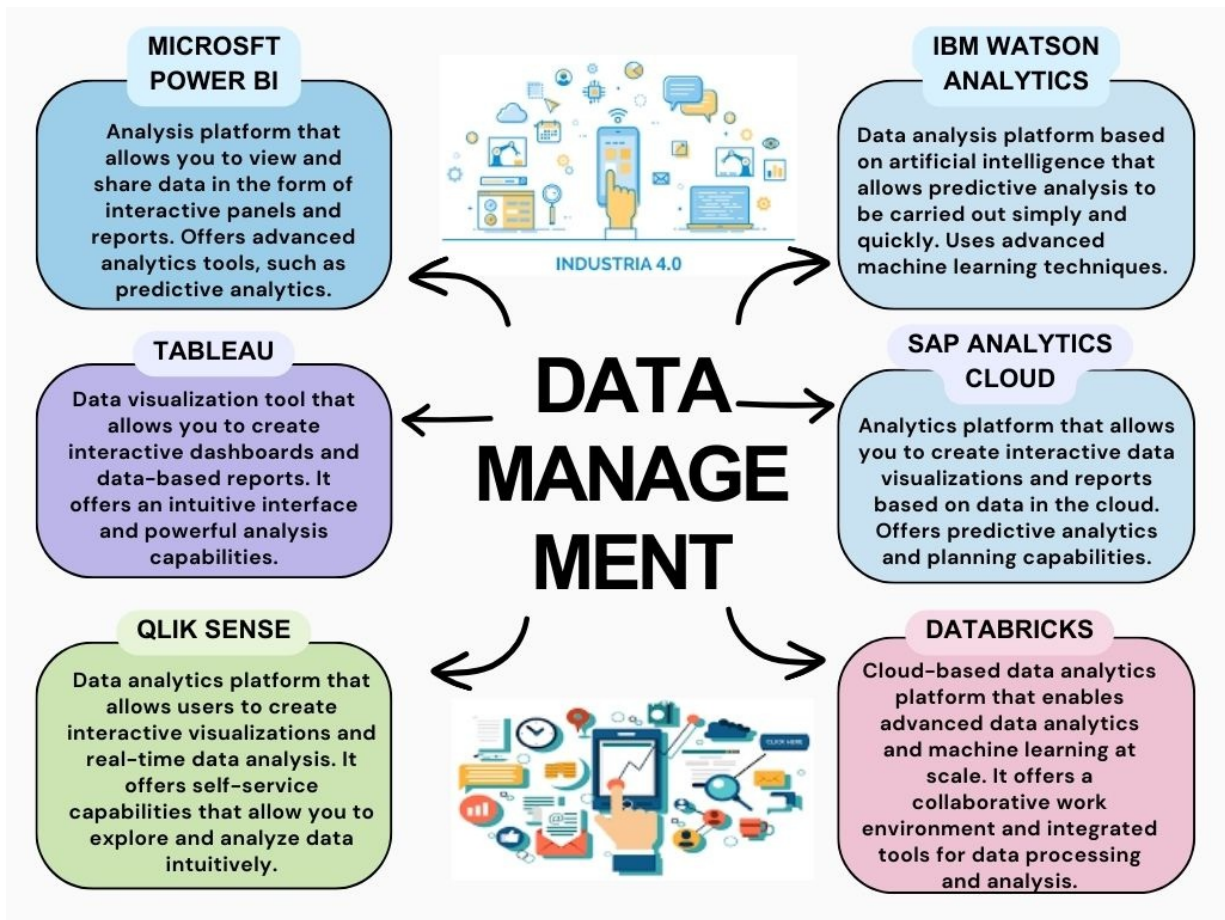 MICROSFT
POWER BI
Analysis platform that
allows you to view and
share data in the form of
interactive panels and
reports. Offers advanced
analytics tools, such as
predictive analytics.
TABLEAU
Data visualization tool that
allows you to create
interactive dashboards and
data-based reports. It
offers an intuitive interface
and powerful analysis
capabilities.
QLIK SENSE
Data analytics platform that
allows users to create
interactive visualizations and
real-time data analysis. It
offers self-service
capabilities that allow you to
explore and analyze data
intuitively.
INDUSTRIA 4.0
DATA
MANAGE
MENT
CLICK HERE
IBM WATSON
ANALYTICS
Data analysis platform based
on artificial intelligence that
allows predictive analysis to
be carried out simply and
quickly. Uses advanced
machine learning techniques.
SAP ANALYTICS
CLOUD
Analytics platform that allows
you to create interactive data
visualizations and reports
based on data in the cloud.
Offers predictive analytics
and planning capabilities.
DATABRICKS
Cloud-based data analytics
platform that enables
advanced data analytics
and machine learning at
scale. It offers a
collaborative work
environment and integrated
tools for data processing
and analysis.